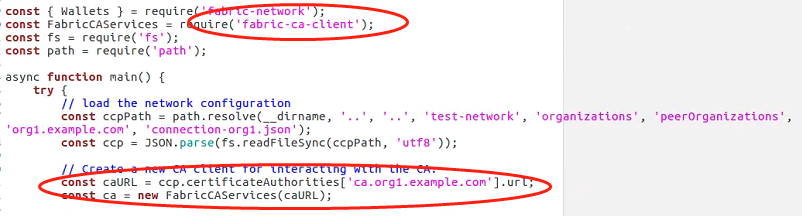 const { Wallets } = require('fabric-network');
const FabricCAServices = require('fabric-ca-client');
const fs = require('fs');
const path = require('path');
async function main() {
try {
// load the network configuration
const ccpPath = path.resolve(__dirname, '..', '..', 'test-network', 'organizations', 'peerOrganizations',
'org1.example.com', 'connection-org1.json');
const ccp = JSON.parse(fs.readFileSync(ccpPath, 'utf8'));
// Create a new CA client for interacting with the CA.
const caURL = ccp.certificateAuthorities['ca.org1.example.com'].url;
const ca = new FabricCAServices(caURL);